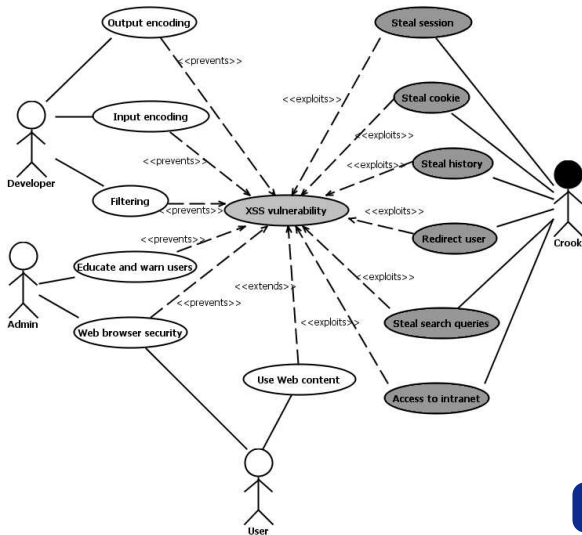 Output encoding
Steal session
<<prevents>>
<<exploits>>
Steal cookie
Input encoding
<<exploits>>
Developer
<<prevents>>
Steal history
<<exploits>>
Filtering
<<prevents>>
XSS vulnerability
<<exploits>>
Redirect user
Crook
<<prevents>>
Educate and warn users
<<exploits>>
<<extends>>
<<prevents>>
Admin
Web browser security
<<exploits>>
Steal search queries
Use Web content
Access to intranet
User